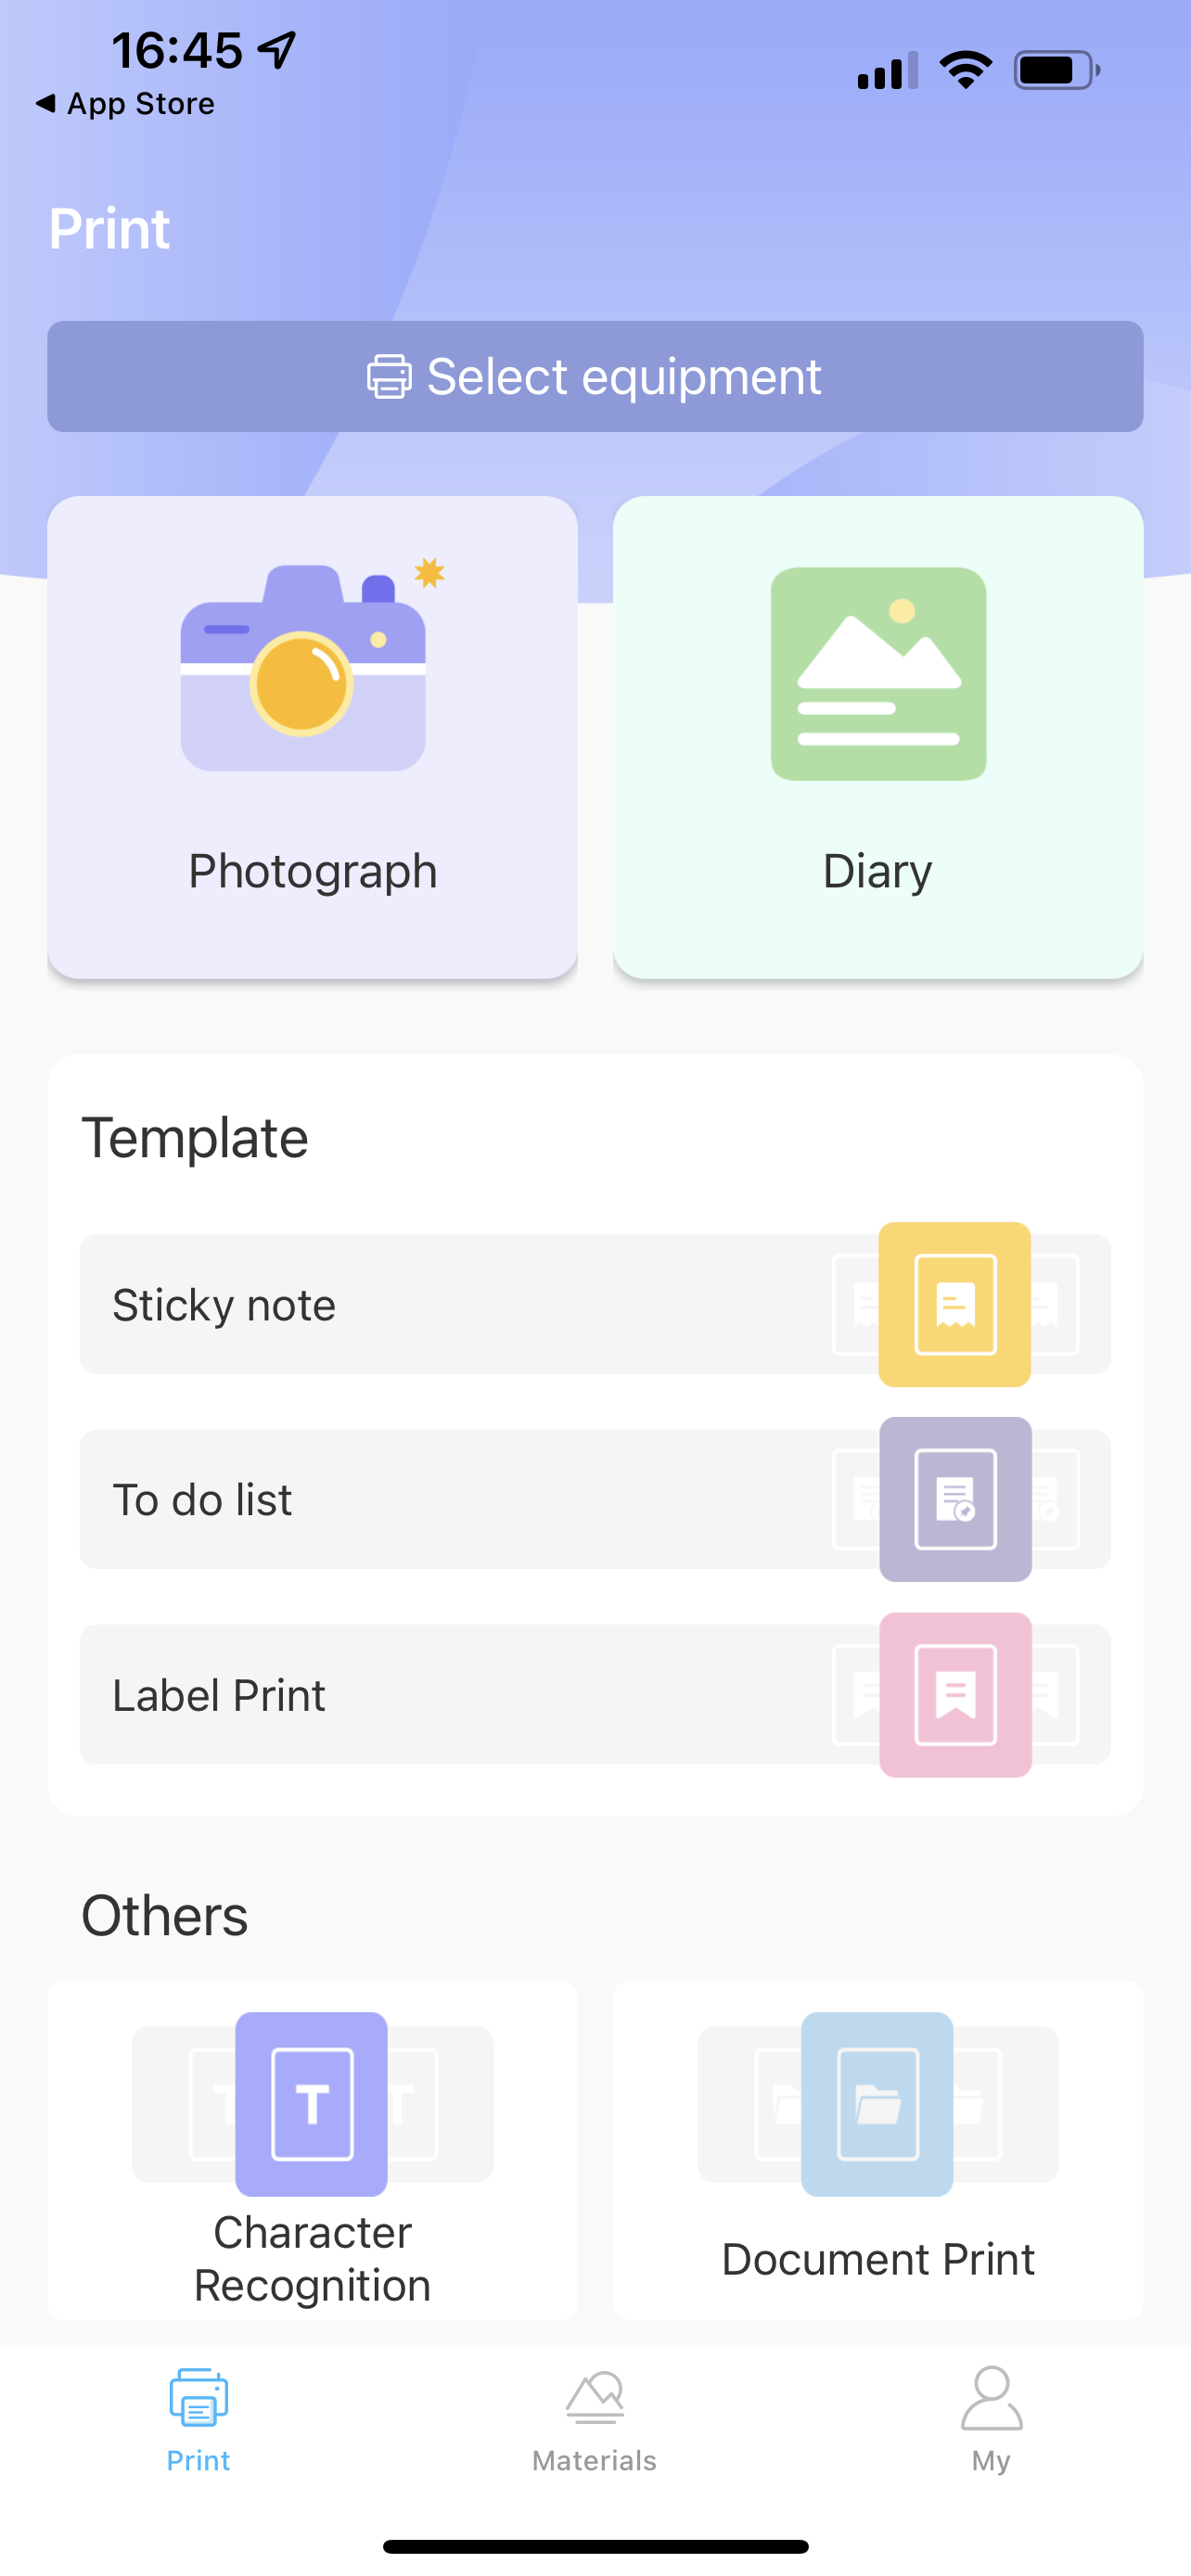 16:45
App Store
Print
Select equipment
Photograph
Diary
Template
Sticky note
To do list
Label Print
Others
T T T
Character
Recognition
Document Print
Print
Materials
My